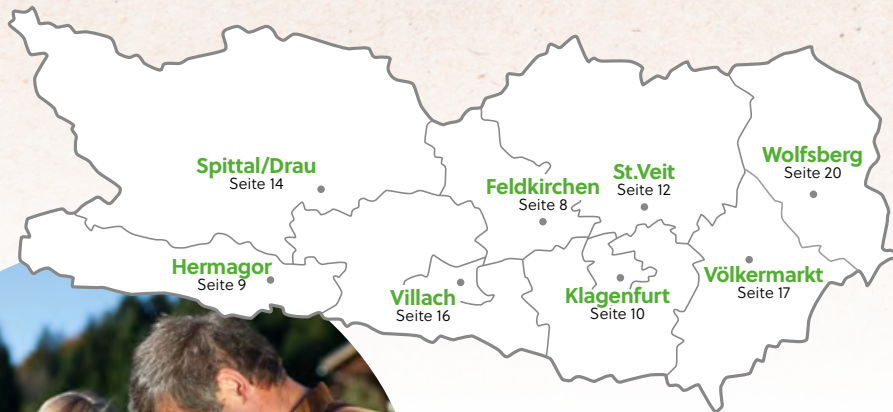 Spittal/Drau
Seite 14
Feldkirchen
Seite 8
St.Veit
Seite 12
Wolfsberg
Seite 20
Hermagor
Seite 9
Villach
Seite 16
Klagenfurt
Seite 10
Völkermarkt
Seite 17